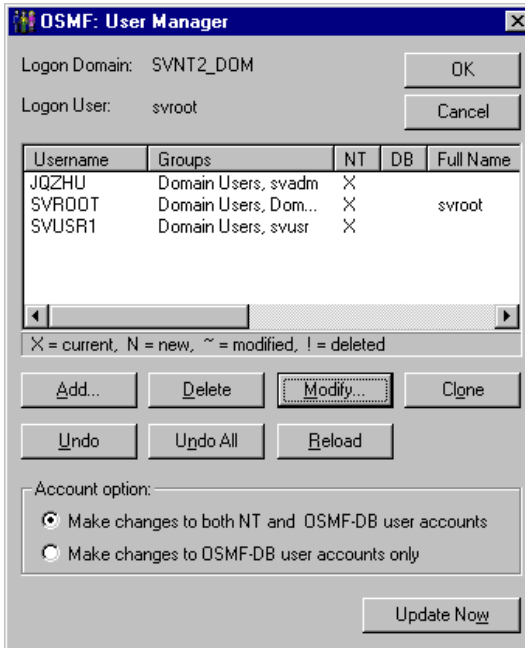 OSMF: User Manager
Logon Domain: SVNT2_DOM
OK
Logon User: svroot
Cancel
Username Groups NT DB Full Name
JQZHU Domain Users, svadm X
SVROOT Domain Users, Dom... X svroot
SVUSR1 Domain Users, svusr X
X = current, N = new, ~ = modified, ! = deleted
Add... Delete Modify... Clone
Undo Undo All Reload
Account option:
Make changes to both NT and OSMF-DB user accounts
Make changes to OSMF-DB user accounts only
Update Now